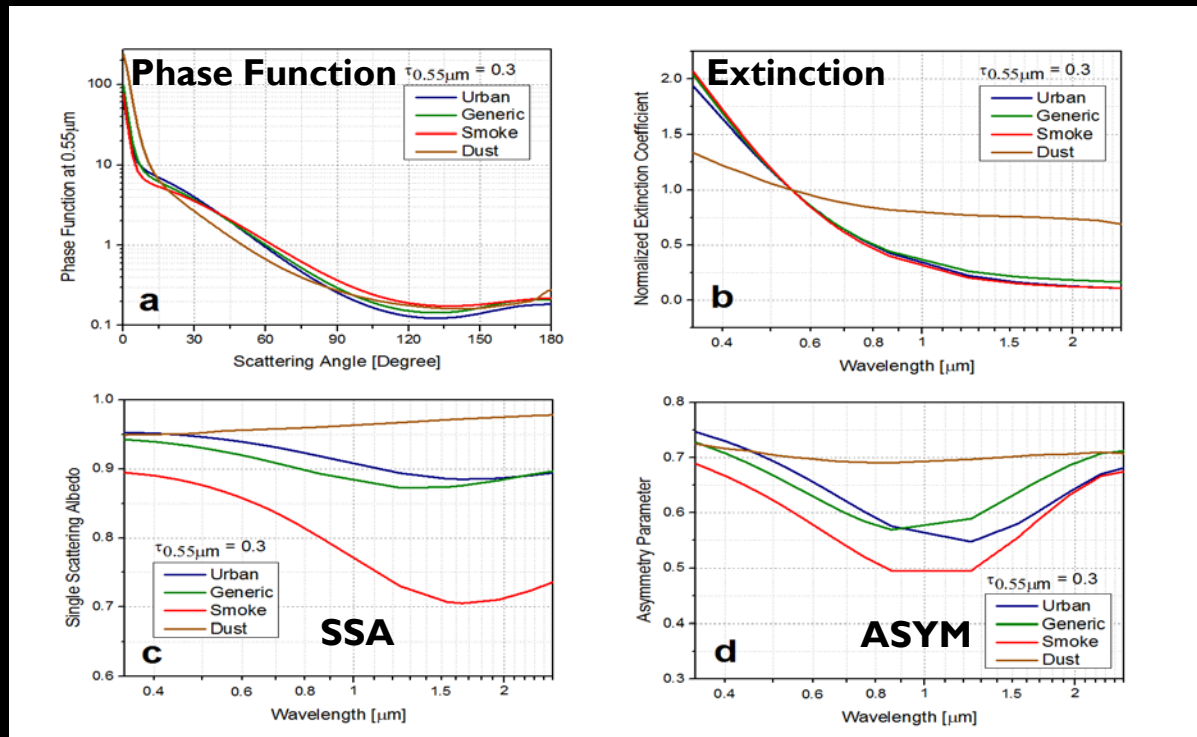 Phase Function
τ0.55μm = 0.3
Urban
Generic
Smoke
Dust
100
10
1
0.1
Phase Function at 0.55μm
a
0 30 60 90 120 150 180
Scattering Angle [Degree]
Extinction
τ0.55μm = 0.3
Urban
Generic
Smoke
Dust
2.0
1.5
1.0
0.5
0.0
Normalized Extinction Coefficient
b
0.4 0.6 0.8 1 2
Wavelength [μm]
1.0
0.9
0.8
0.7
0.6
Single Scattering Albedo
τ0.55μm = 0.3
Urban
Generic
Smoke
Dust
SSA
c
0.4 0.6 1 1.5 2
Wavelength [μm]
0.8
0.7
0.6
0.5
0.4
0.3
Asymmetry Parameter
τ0.55μm = 0.3
Urban
Generic
Smoke
Dust
ASYM
d
0.4 0.6 0.8 1 1.5 2
Wavelength [μm]